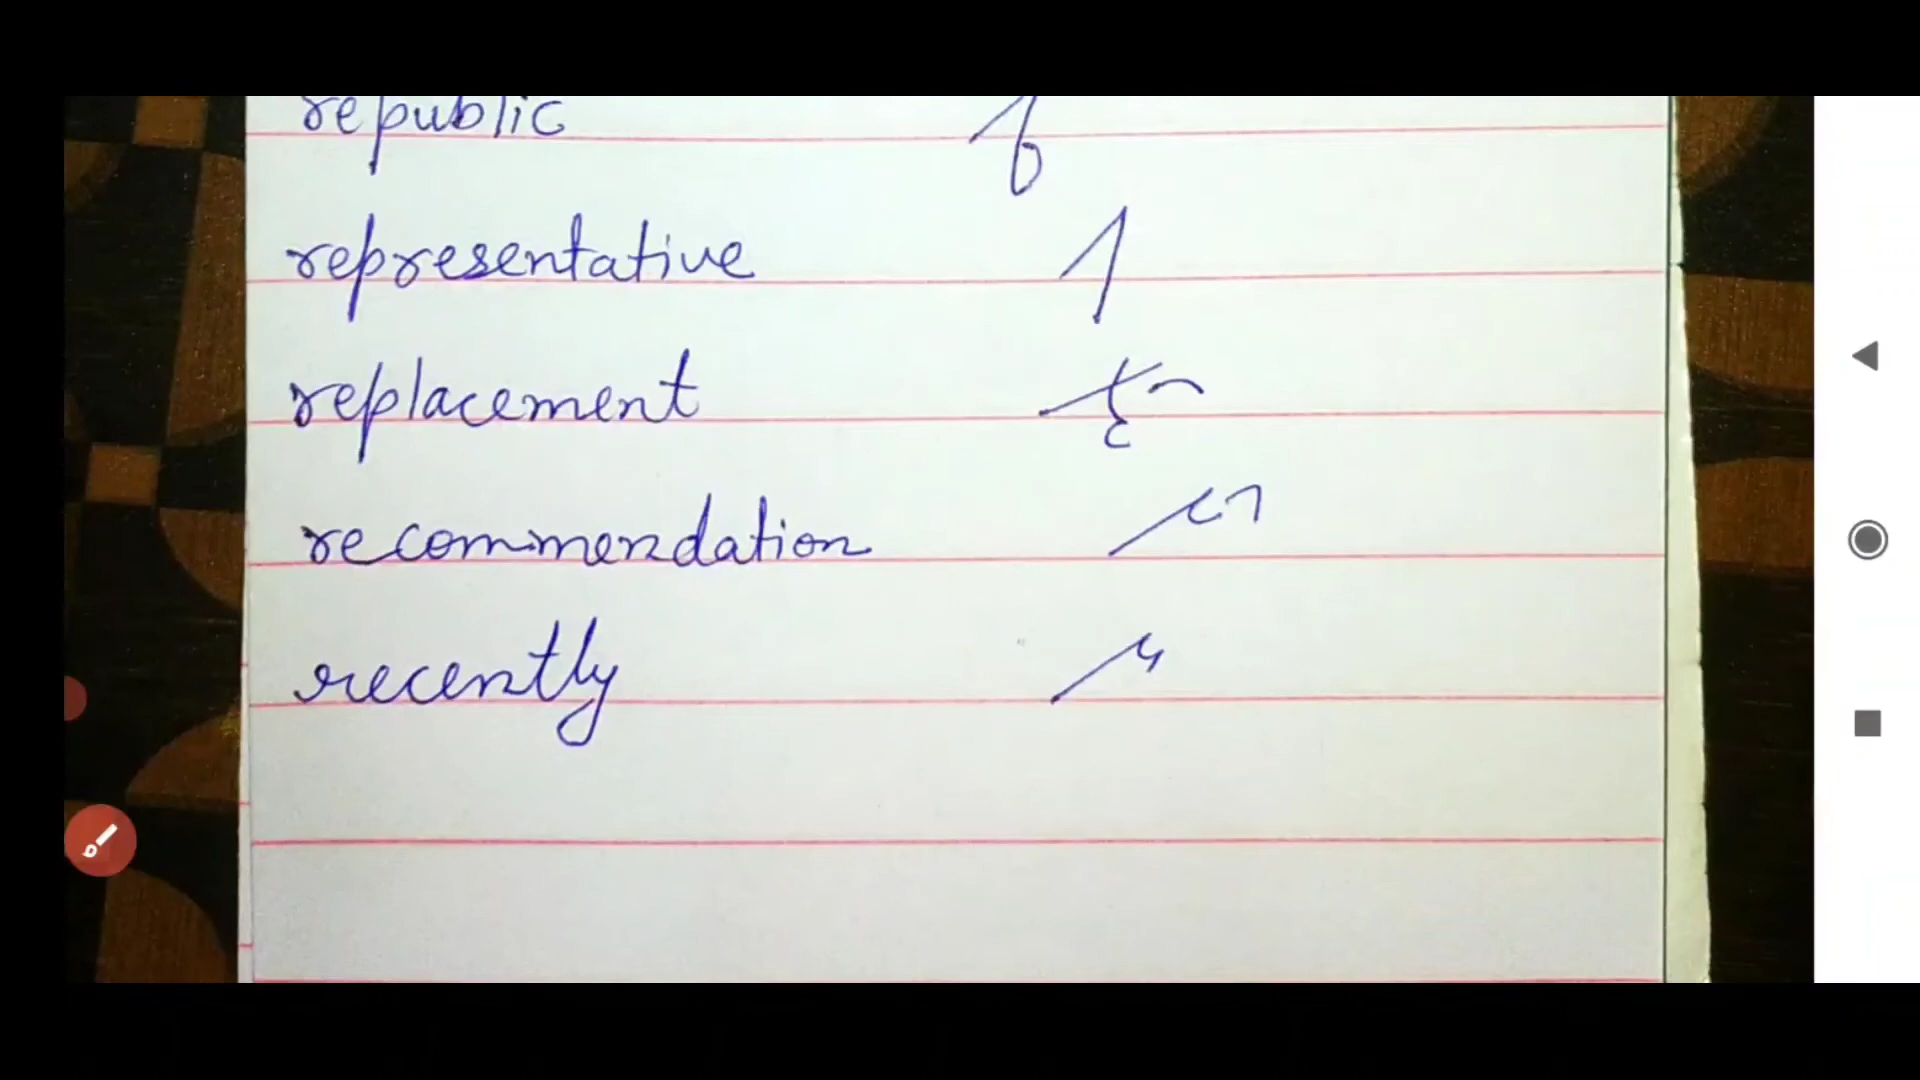 republic
representative
replacement
recommendation
recently